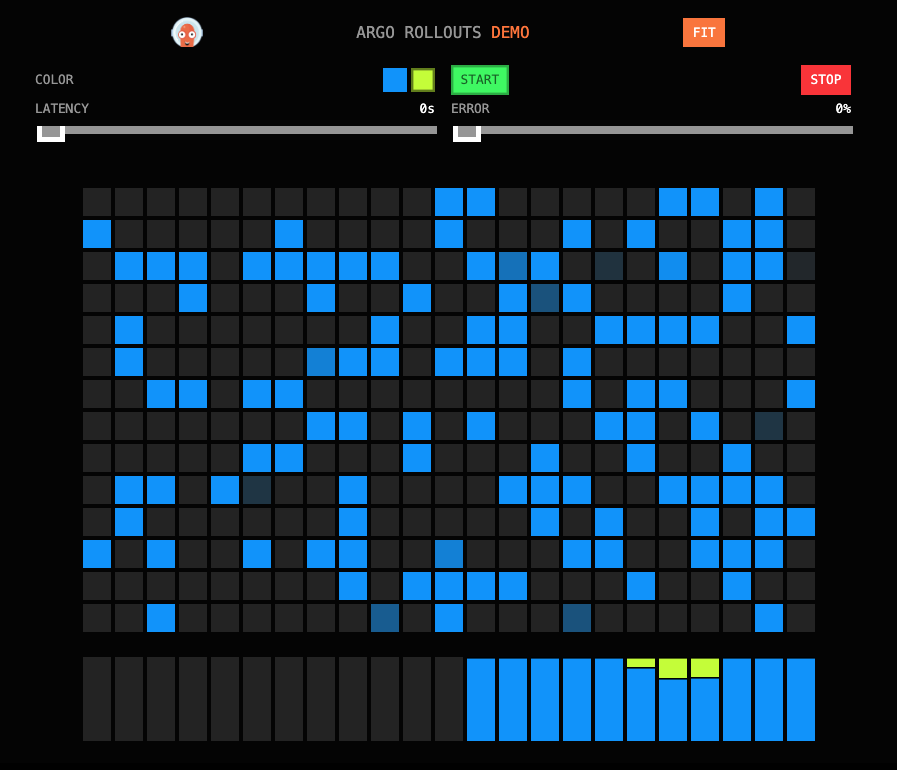 ARGO ROLLOUTS DEMO
FIT
COLOR
START
STOP
LATENCY
0s
ERROR
0%